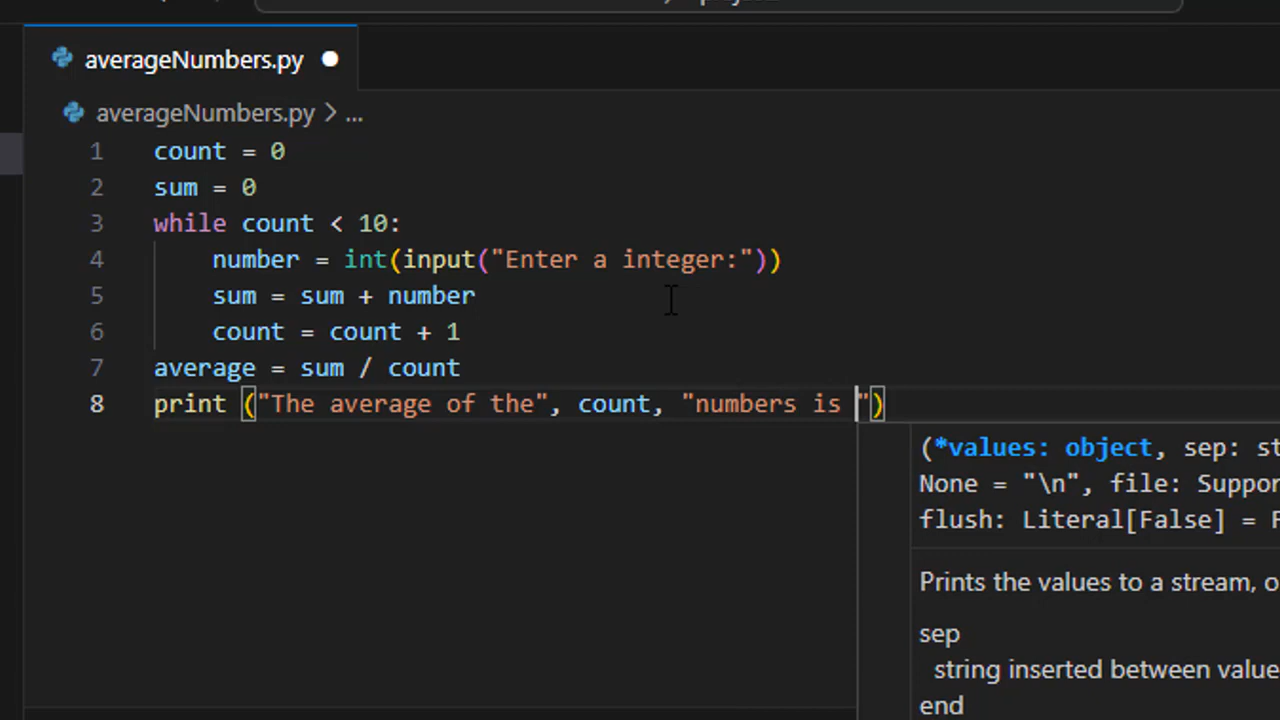 averageNumbers.py
averageNumbers.py > ...
1 count = 0
2 sum = 0
3 while count < 10:
4     number = int(input("Enter a integer:"))
5     sum = sum + number
6     count = count + 1
7 average = sum / count
8 print ("The average of the", count, "numbers is ")
(*values: object, sep: st
None = "\n", file: Suppor
flush: Literal[False] = F
Prints the values to a stream, o
sep
string inserted between value
end